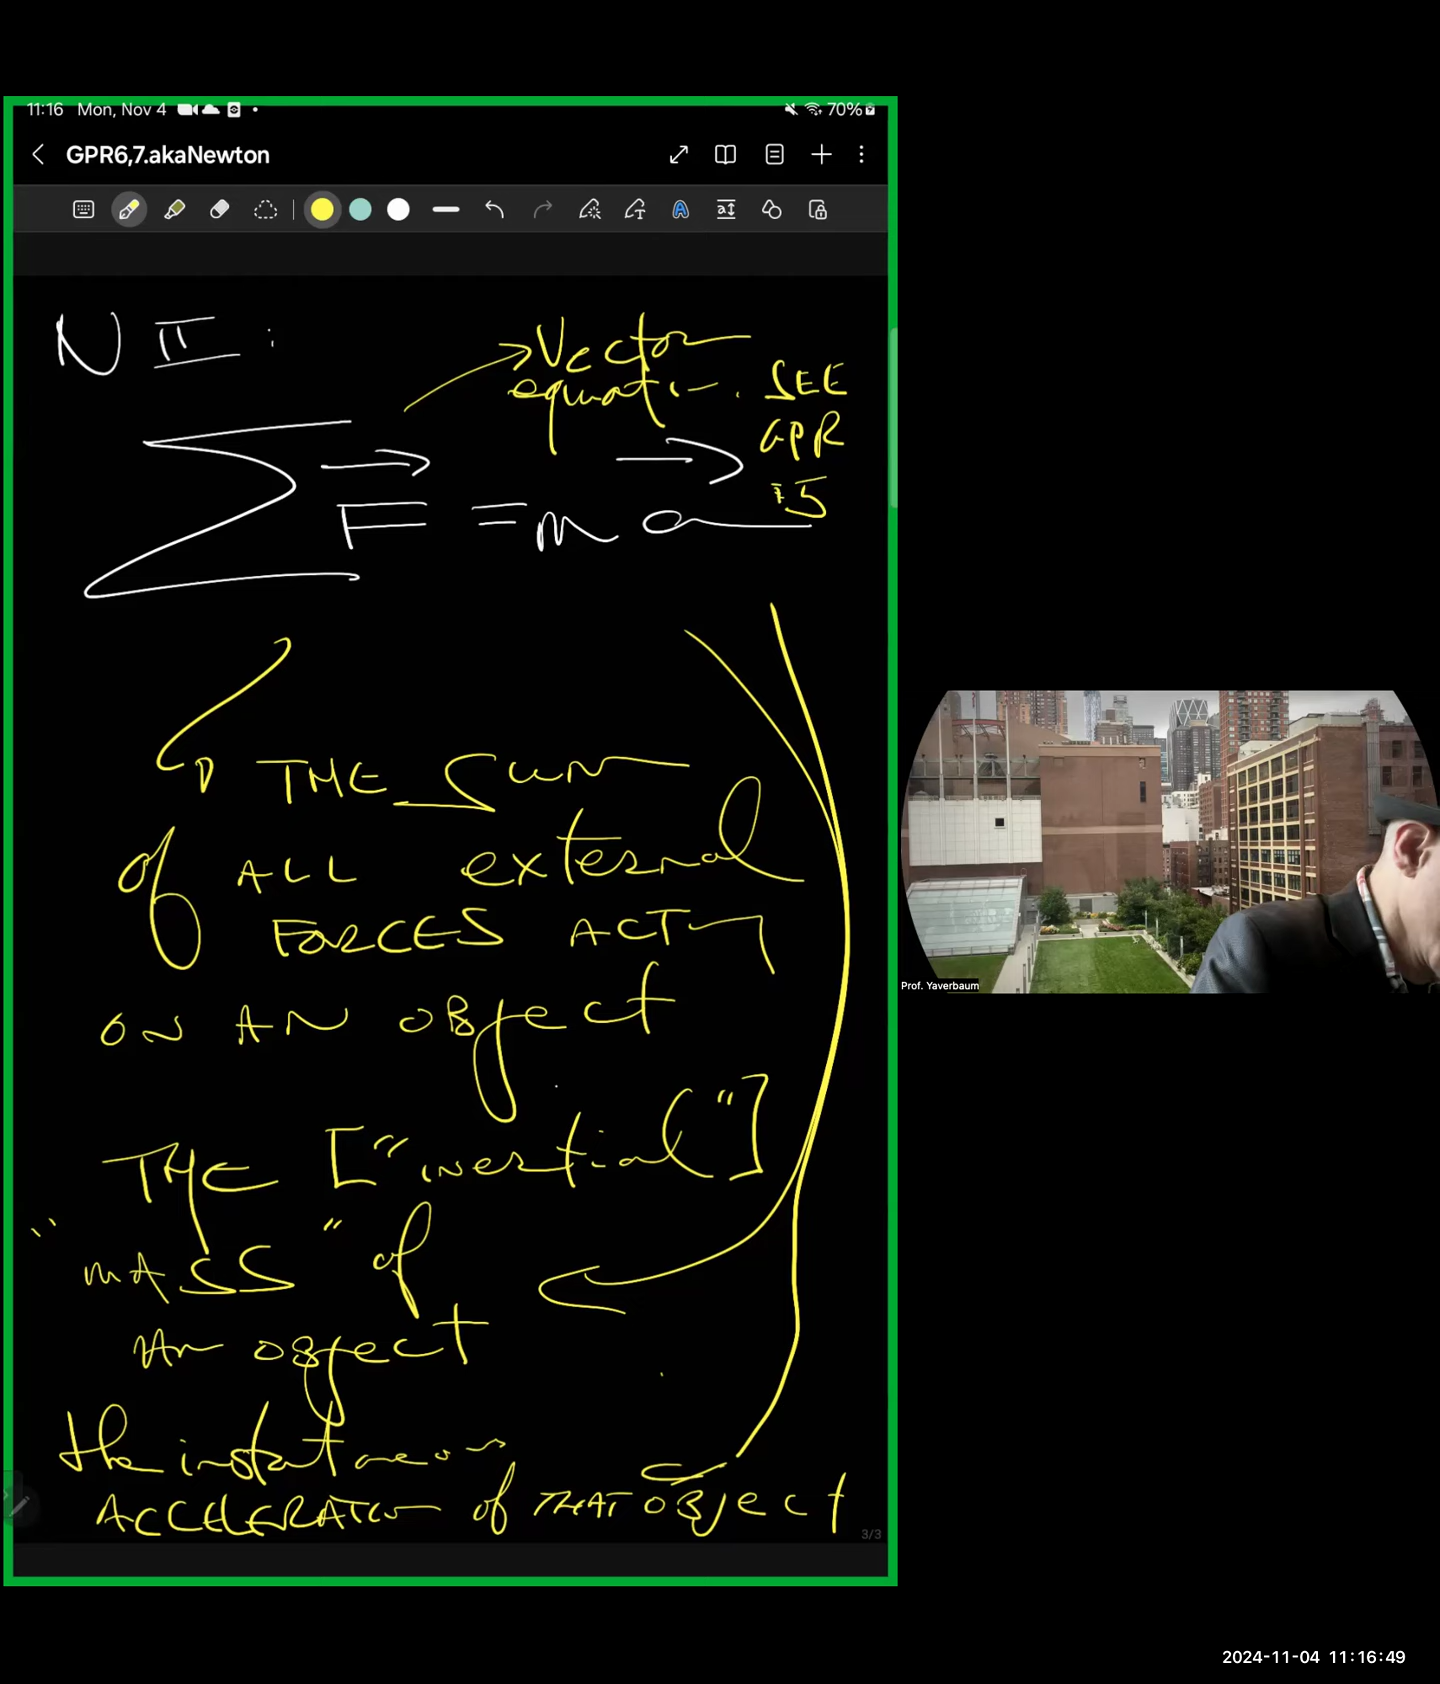 11:16 Mon, Nov 4 70%
GPR6,7.akaNewton
N II :
Vector
equation. SEE
GPR
#5
∑F⃗ = ma⃗
THE SUM
of ALL external
FORCES ACTING
ON AN OBject
THE ["inertial"]
"MASS" of
An OBject
the instantaneous
ACCELERATION of THAT OBject
3/3
Prof. Yaverbaum
2024-11-04 11:16:49